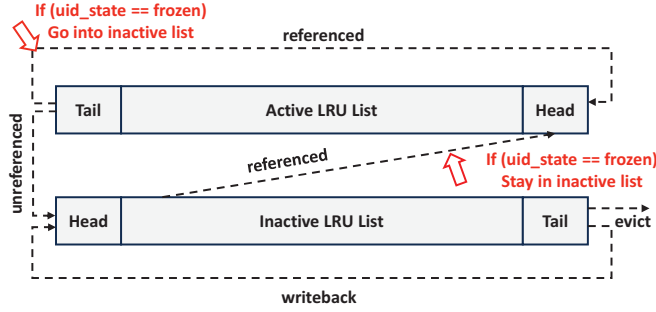 If (uid_state == frozen)
Go into inactive list
referenced
Tail
Active LRU List
Head
unreferenced
referenced
If (uid_state == frozen)
Stay in inactive list
Head
Inactive LRU List
Tail
evict
writeback